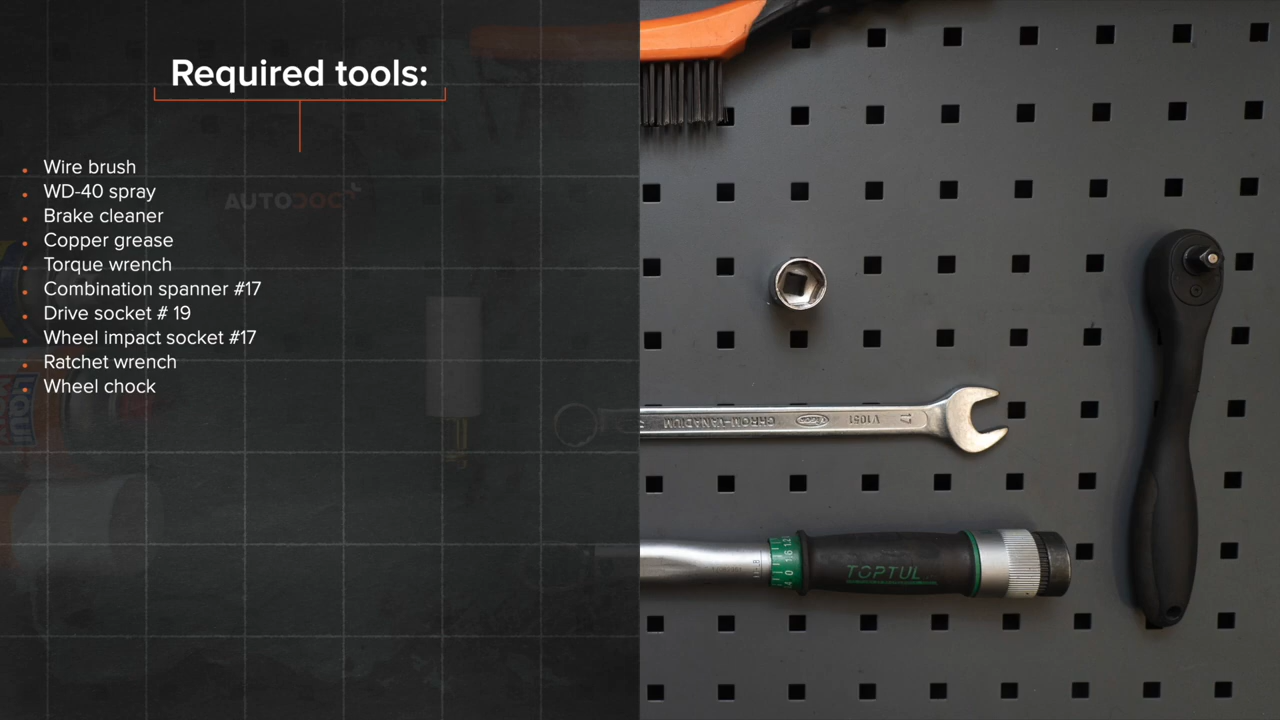 Required tools:
Wire brush
WD-40 spray
AUTODOC
Brake cleaner
Copper grease
Torque wrench
Combination spanner #17
Drive socket # 19
Wheel impact socket #17
Ratchet wrench
Wheel chock
CHROM-VANADIUM
V1051
17
TOPTUL